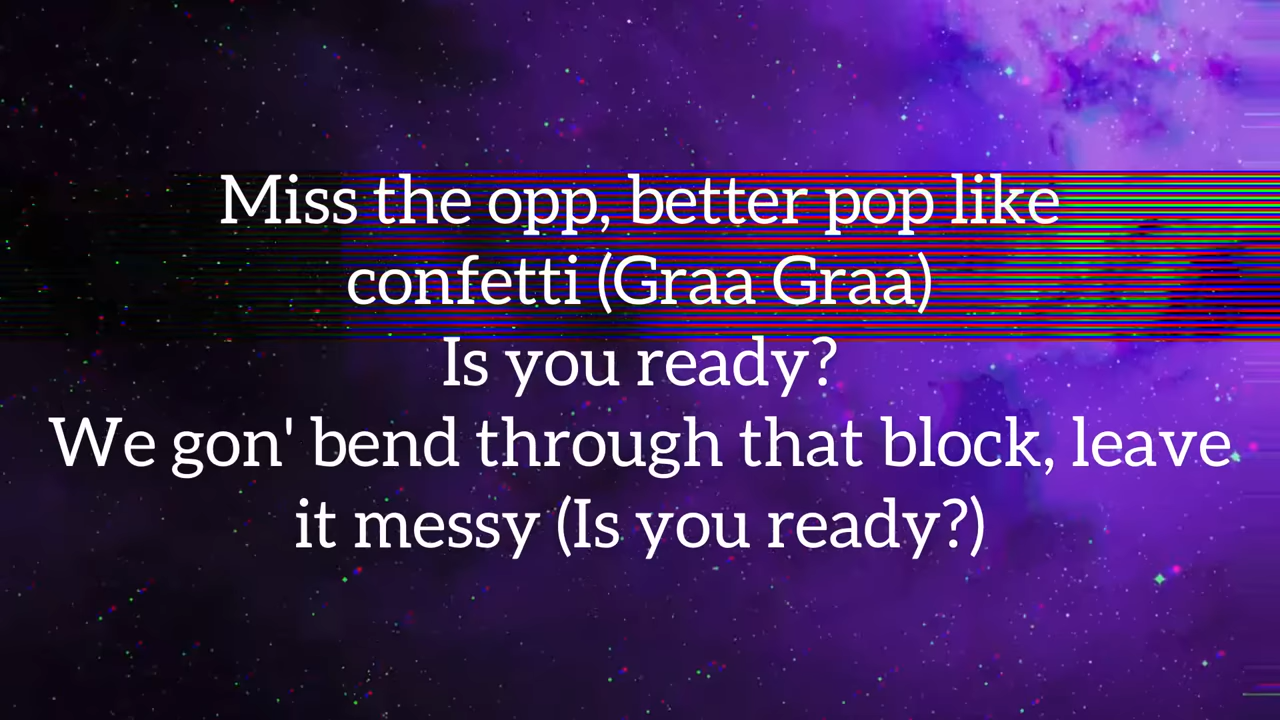 Miss the opp, better pop like
confetti (Graa Graa)
Is you ready?
We gon' bend through that block, leave
it messy (Is you ready?)